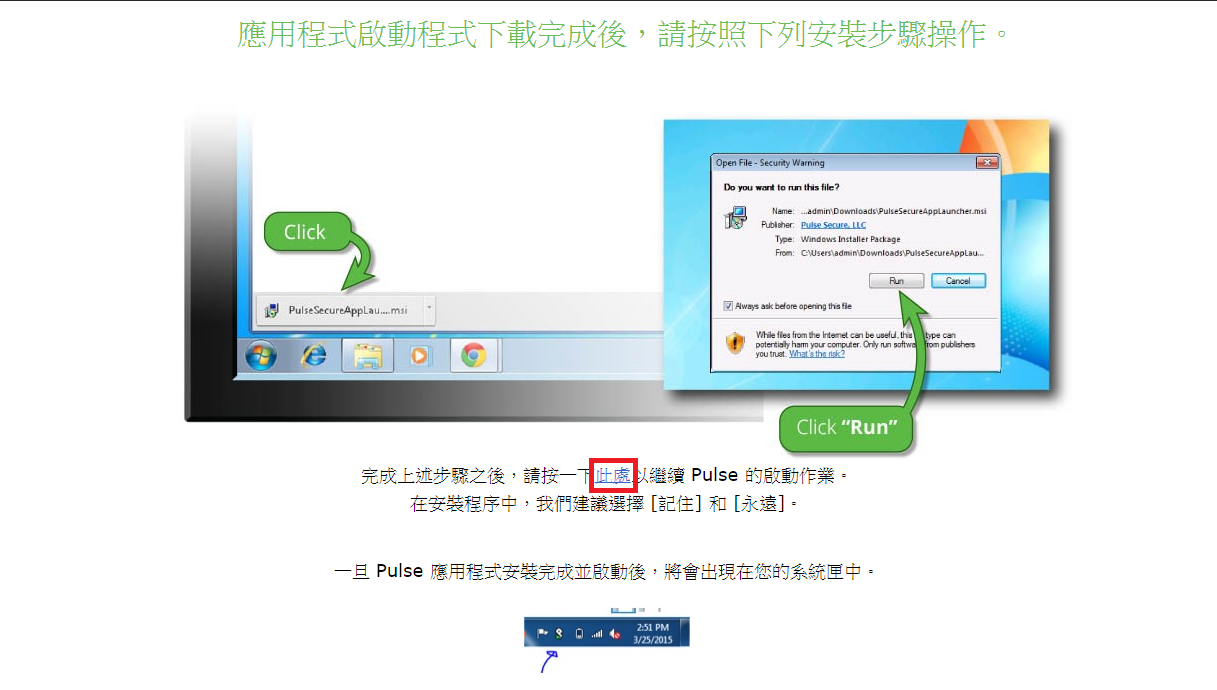 應用程式啟動程式下載完成後，請按照下列安裝步驟操作。
Click
PulseSecureAppLau....msi
Open File - Security Warning
Do you want to run this file?
Name: ...admin\Downloads\PulseSecureAppLauncher.msi
Publisher: Pulse Secure, LLC
Type: Windows Installer Package
From: C:\Users\admin\Downloads\PulseSecureAppLau...
Run Cancel
Always ask before opening this file
While files from the Internet can be useful, this type can
potentially harm your computer. Only run software from publishers
you trust. What's the risk?
Click “Run”
完成上述步驟之後，請按一下此處以繼續 Pulse 的啟動作業。
在安裝程序中，我們建議選擇 [記住] 和 [永遠]。
一旦 Pulse 應用程式安裝完成並啟動後，將會出現在您的系統匣中。
2:51 PM
3/25/2015